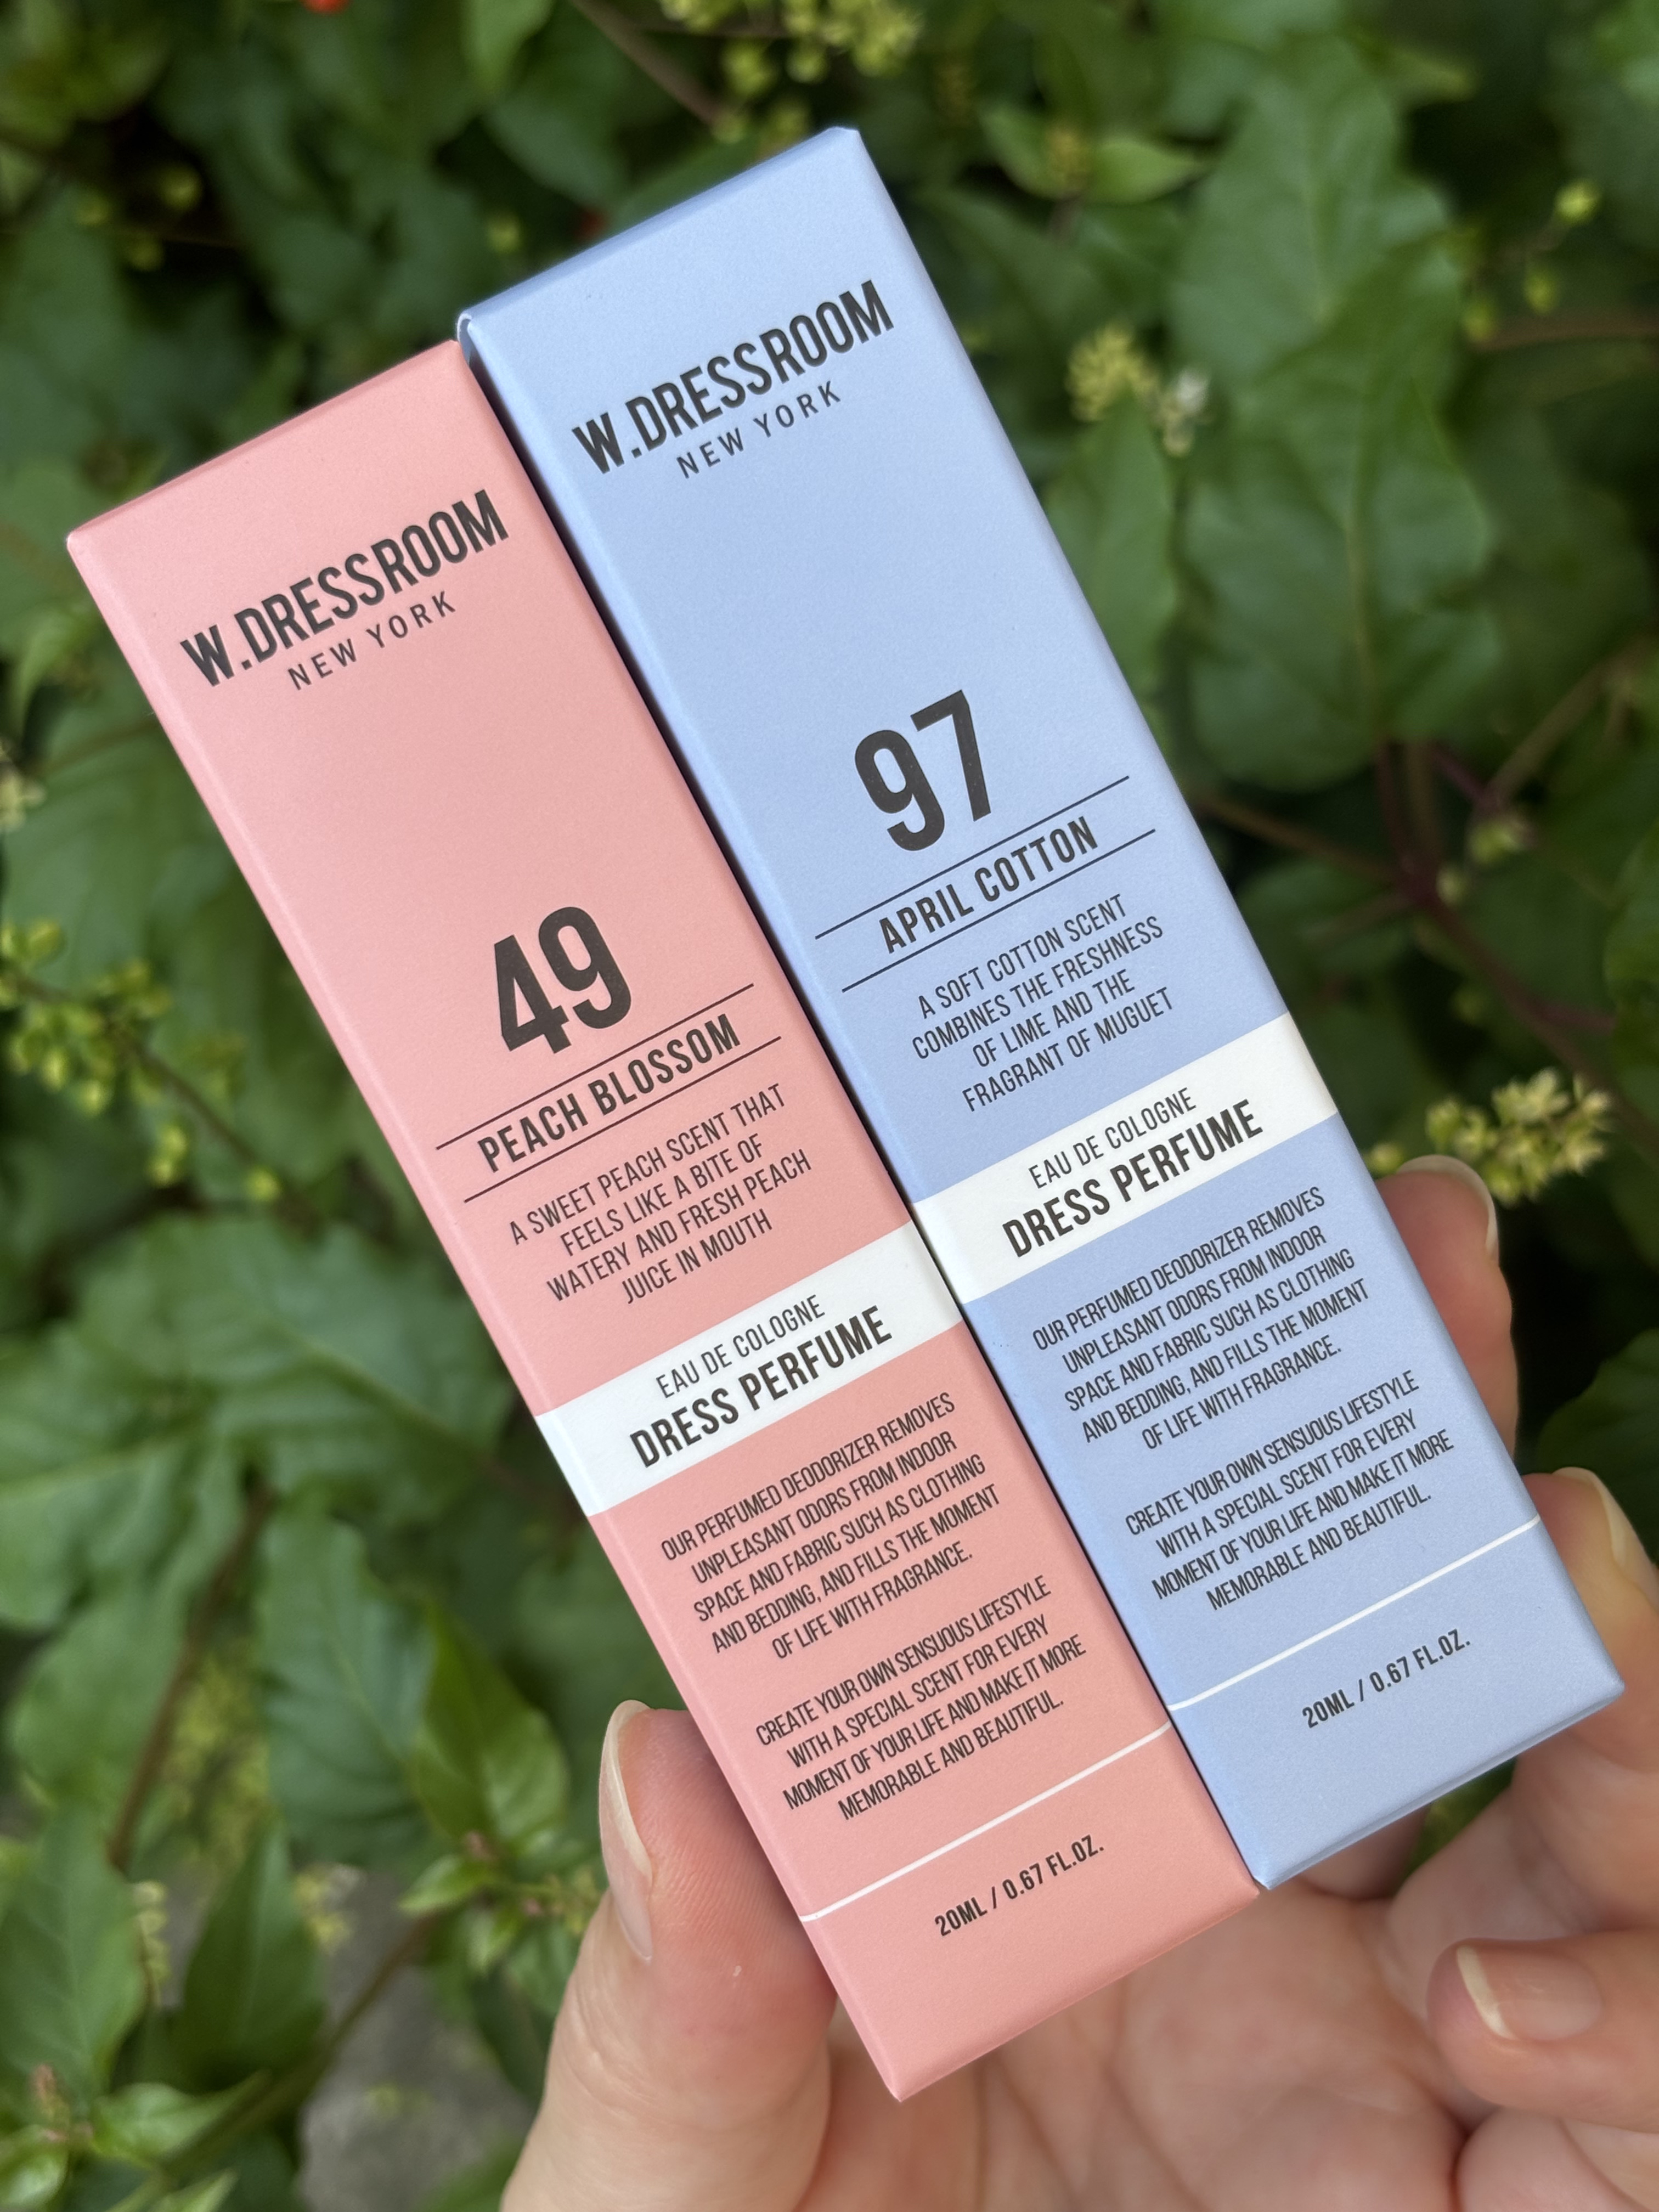 W.DRESSROOM
NEW YORK
49
PEACH BLOSSOM
A SWEET PEACH SCENT THAT
FEELS LIKE A BITE OF
WATERY AND FRESH PEACH
JUICE IN MOUTH
EAU DE COLOGNE
DRESS PERFUME
OUR PERFUMED DEODORIZER REMOVES
UNPLEASANT ODORS FROM INDOOR
SPACE AND FABRIC SUCH AS CLOTHING
AND BEDDING, AND FILLS THE MOMENT
OF LIFE WITH FRAGRANCE.
CREATE YOUR OWN SENSUOUS LIFESTYLE
WITH A SPECIAL SCENT FOR EVERY
MOMENT OF YOUR LIFE AND MAKE IT MORE
MEMORABLE AND BEAUTIFUL.
20ML / 0.67 FL.OZ.
W.DRESSROOM
NEW YORK
97
APRIL COTTON
A SOFT COTTON SCENT
COMBINES THE FRESHNESS
OF LIME AND THE
FRAGRANT OF MUGUET
EAU DE COLOGNE
DRESS PERFUME
OUR PERFUMED DEODORIZER REMOVES
UNPLEASANT ODORS FROM INDOOR
SPACE AND FABRIC SUCH AS CLOTHING
AND BEDDING, AND FILLS THE MOMENT
OF LIFE WITH FRAGRANCE.
CREATE YOUR OWN SENSUOUS LIFESTYLE
WITH A SPECIAL SCENT FOR EVERY
MOMENT OF YOUR LIFE AND MAKE IT MORE
MEMORABLE AND BEAUTIFUL.
20ML / 0.67 FL.OZ.